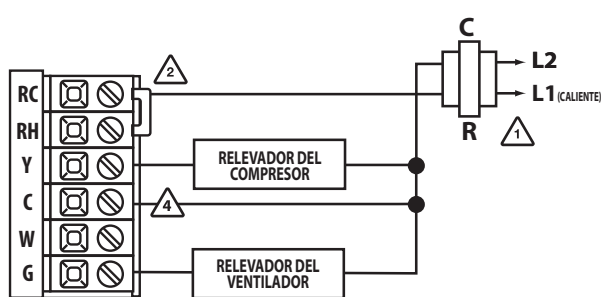 C
L2
L1 (CALIENTE)
R
1
2
RC
RH
Y
RELEVADOR DEL
COMPRESOR
C
4
W
G
RELEVADOR DEL
VENTILADOR